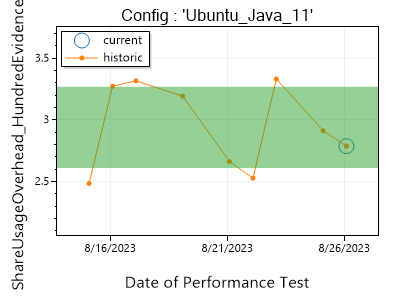 Config : 'Ubuntu_Java_11'
current
historic
ShareUsageOverhead_HundredEvidence
3.5
3
2.5
8/16/2023
8/21/2023
8/26/2023
Date of Performance Test